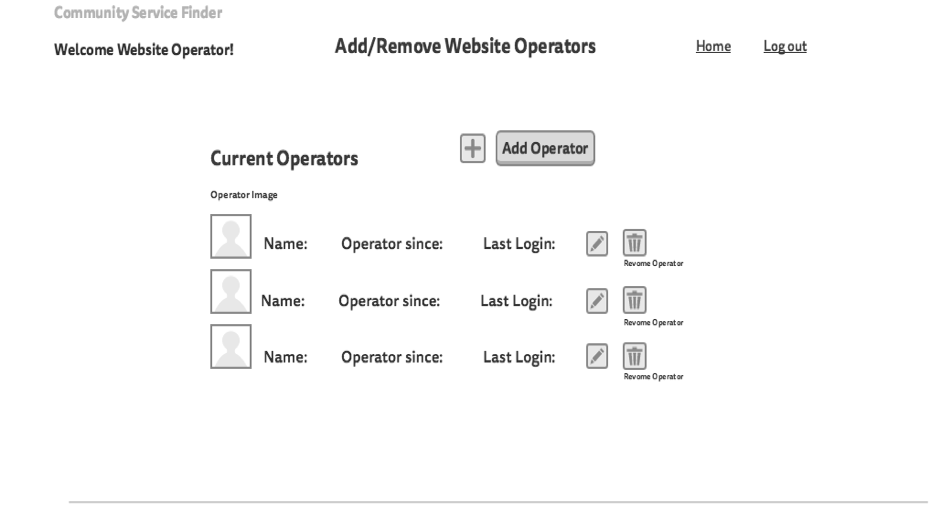 Community Service Finder
Welcome Website Operator!
Add/Remove Website Operators
Home
Log out
Current Operators
Add Operator
Operator Image
Name: Operator since: Last Login:
Revome Operator
Name: Operator since: Last Login:
Revome Operator
Name: Operator since: Last Login:
Revome Operator